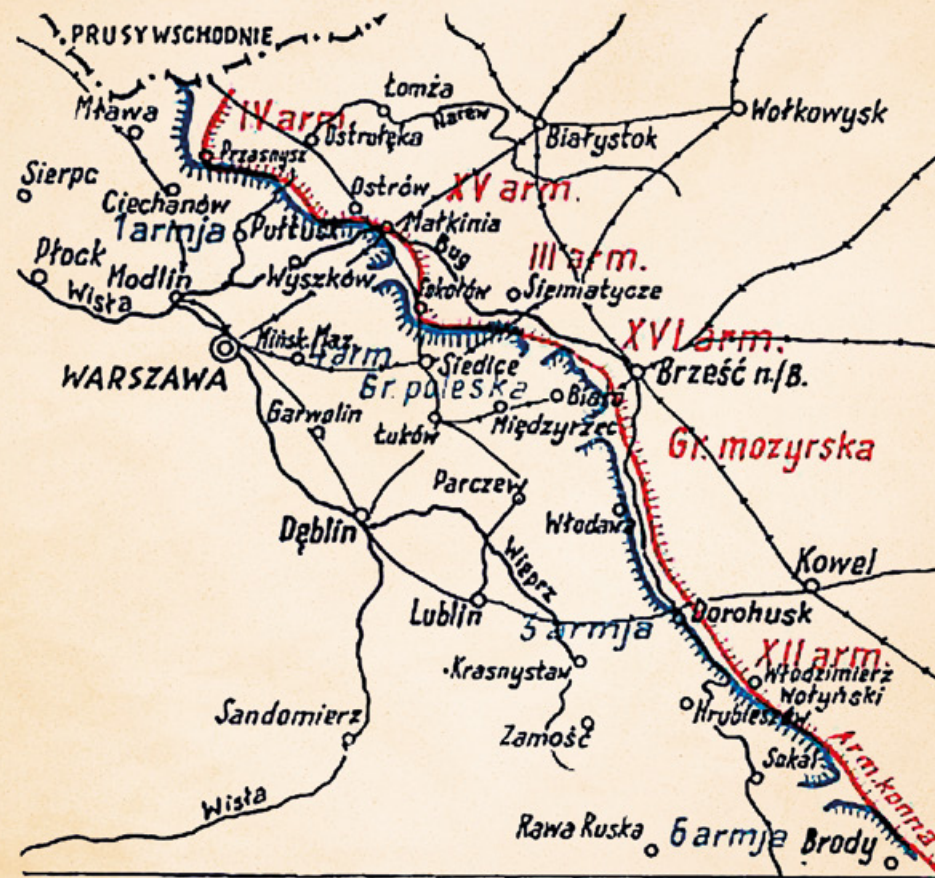 PRUSY WSCHODNIE
Mława
IV arm.
Łomża
Narew
Ostrołęka
Białystok
Wołkowysk
Przasnysz
Sierpc
Ciechanów
Ostrów
XV arm.
1 armja
Pułtusk
Małkinia
Płock
Modlin
Wyszków
Bug
III arm.
Wisła
Sokołów
Siemiatycze
Mińsk. Maz.
4 arm
XVI arm.
WARSZAWA
Siedlce
Brześć n/B.
Gr. poleska
Biała
Garwolin
Łuków
Międzyrzec
Gr. mozyrska
Parczew
Dęblin
Włodawa
Wieprz
Kowel
Lublin
3 armja
Dorohusk
Krasnystaw
XII arm.
Włodzimierz
Wołyński
Sandomierz
Zamość
Hrubieszów
Sokal
Arm. konna
Wisła
Rawa Ruska
6 armja
Brody